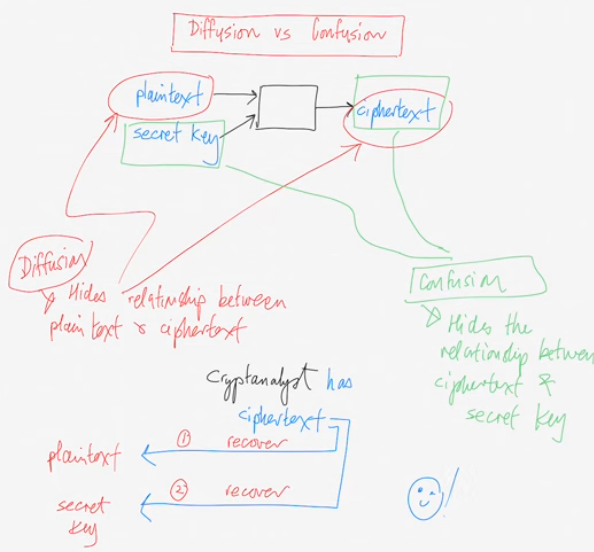 Diffusion vs Confusion
plaintext
secret key
ciphertext
Diffusion
Hides relationship between
plaintext & ciphertext
Confusion
Hides the
relationship between
ciphertext &
secret key
Cryptanalyst has
ciphertext
① recover
plaintext
② recover
secret
key
!